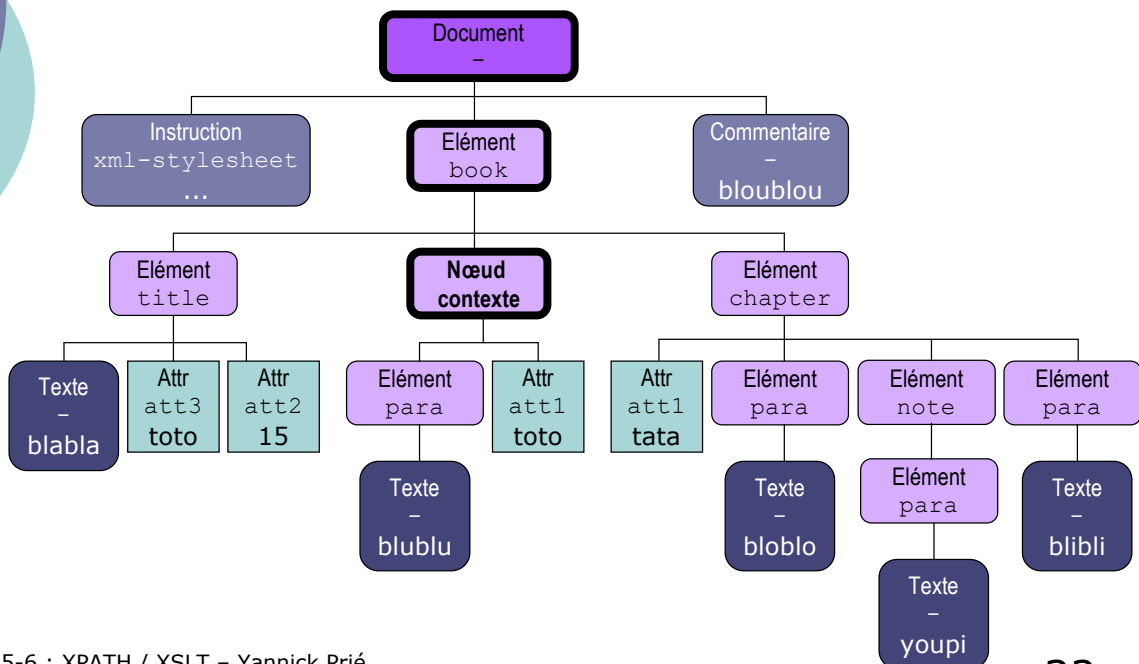 Document
–
Instruction
xml-stylesheet
...
Elément
book
Commentaire
–
bloublou
Elément
title
Nœud
contexte
Elément
chapter
Texte
–
blabla
Attr
att3
toto
Attr
att2
15
Elément
para
Attr
att1
toto
Attr
att1
tata
Elément
para
Elément
note
Elément
para
Texte
–
blublu
Texte
–
bloblo
Elément
para
Texte
–
blibli
Texte
–
youpi
5-6 : XPATH / XSLT – Yannick Prié